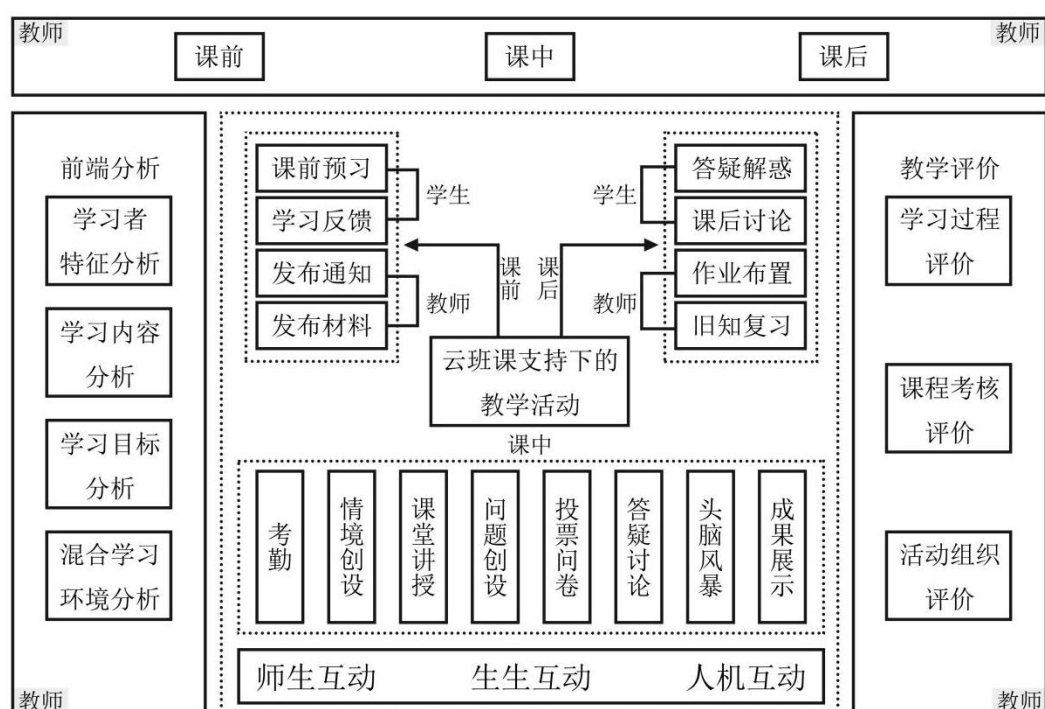 教师
教师
课前
课中
课后
前端分析
学习者
特征分析
学习内容
分析
学习目标
分析
混合学习
环境分析
教师
课前预习
学习反馈
发布通知
发布材料
学生
教师
课前
课后
学生
教师
答疑解惑
课后讨论
作业布置
旧知复习
云班课支持下的
教学活动
课中
考勤
情境创设
课堂讲授
问题创设
投票问卷
答疑讨论
头脑风暴
成果展示
师生互动
生生互动
人机互动
教学评价
学习过程
评价
课程考核
评价
活动组织
评价
教师